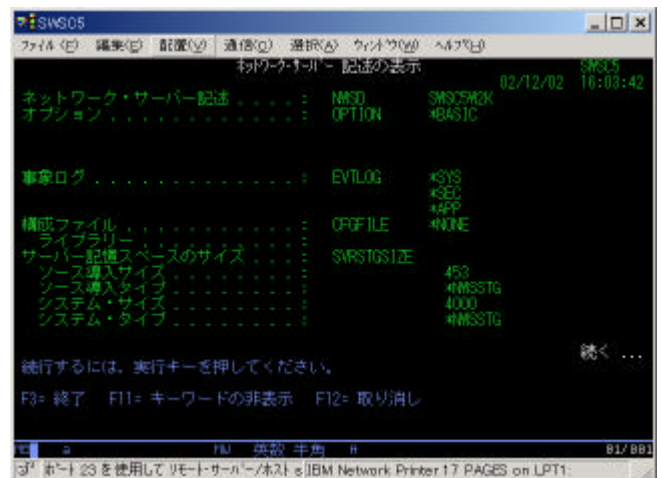 SWSC05
ファイル(F) 編集(E) 配置(V) 通信(C) 選択(A) ウィンドウ(W) ヘルプ(H)
ネットワーク・サーバー 記述の表示 SWSC5
02/12/02 16:03:42
ネットワーク・サーバー記述 . . . . : NWSD SWSC5W2K
オプション . . . . . . . . . . . . : OPTION *BASIC
事象ログ . . . . . . . . . . . . . : EVTLOG *SYS
*SEC
*APP
構成ファイル . . . . . . . . . . . : CFGFILE *NONE
ライブラリー . . . . . . . . . . :
サーバー記憶スペースのサイズ . . . : SVRSTGSIZE
ソース導入サイズ . . . . . . . . : 453
ソース導入タイプ . . . . . . . . : *NWSSTG
システム・サイズ . . . . . . . . : 4000
システム・タイプ . . . . . . . . : *NWSSTG
続く ...
続行するには、実行キーを押してください。
F3= 終了 F11= キーワードの非表示 F12= 取り消し
a MW 英数 半角 01/001
ポート 23 を使用して リモート・サーバー/ホスト s IBM Network Printer 17 PAGES on LPT1: